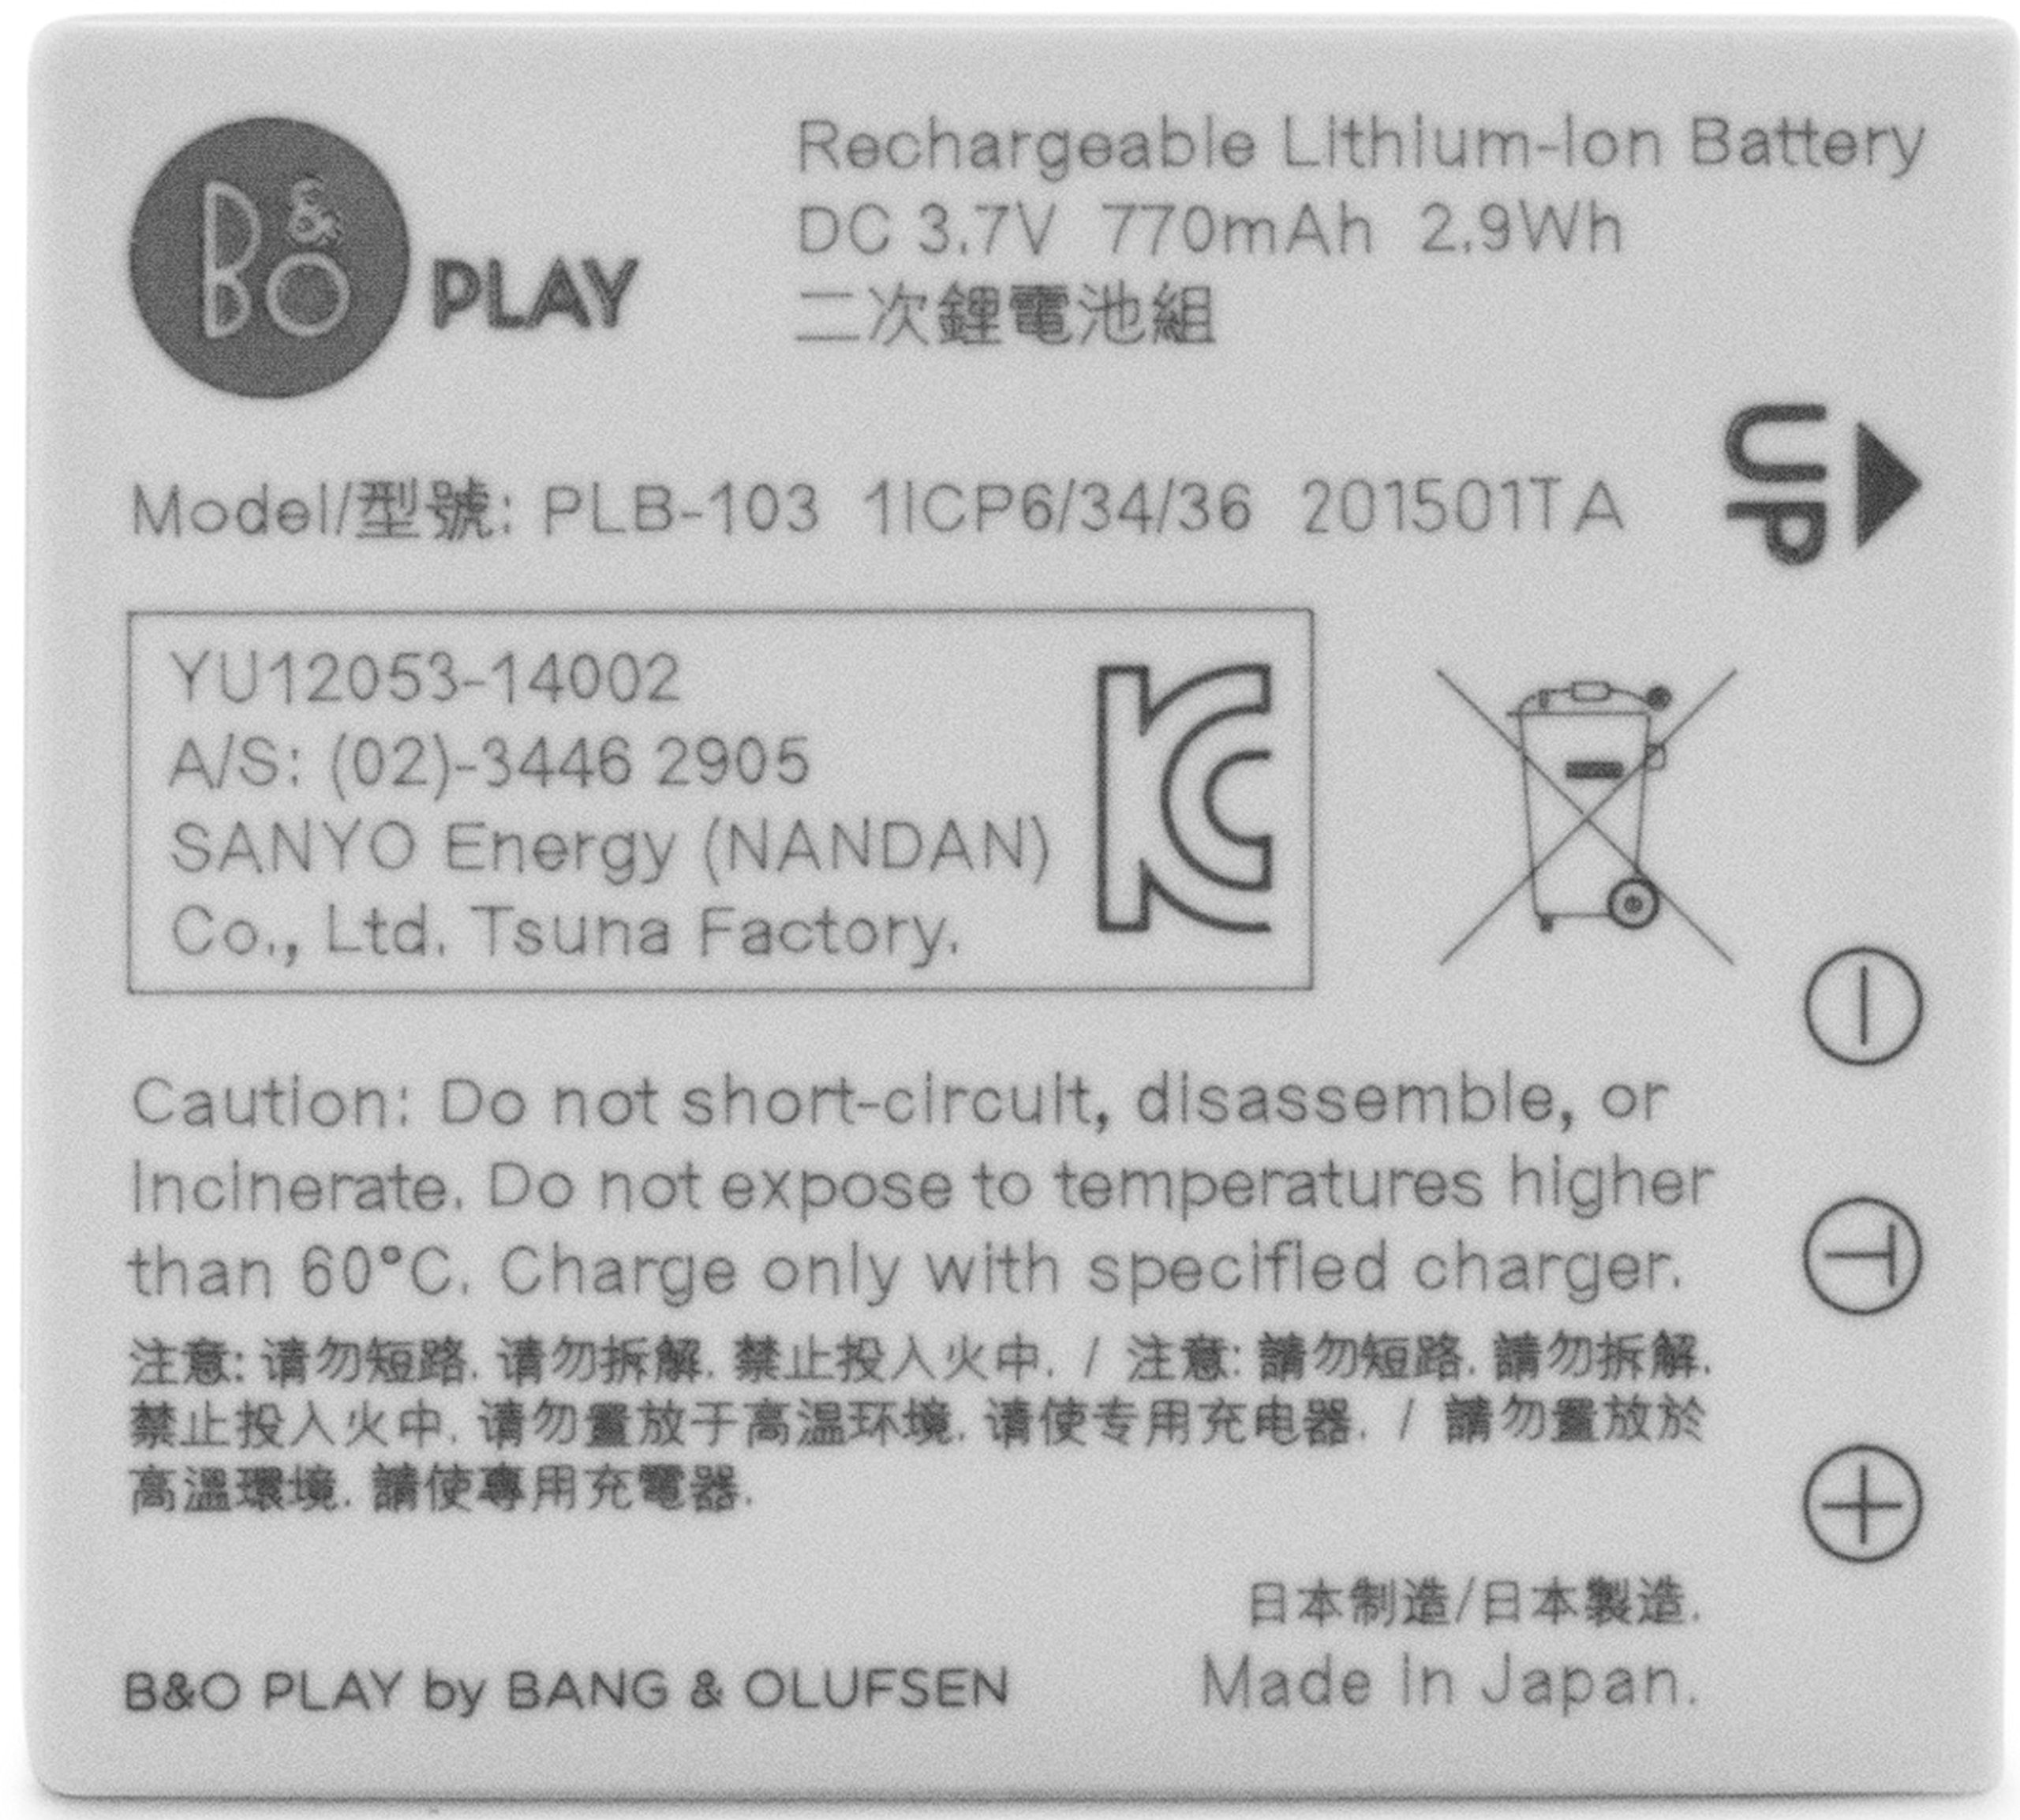 B&O PLAY
Rechargeable Lithium-Ion Battery
DC 3.7V 770mAh 2.9Wh
二次鋰電池組
UP
Model/型號: PLB-103 1ICP6/34/36 201501TA
YU12053-14002
A/S: (02)-3446 2905
SANYO Energy (NANDAN)
Co., Ltd. Tsuna Factory.
KC
Caution: Do not short-circuit, disassemble, or
incinerate. Do not expose to temperatures higher
than 60°C. Charge only with specified charger.
注意: 请勿短路. 请勿拆解. 禁止投入火中. / 注意: 請勿短路. 請勿拆解.
禁止投入火中. 请勿置放于高温环境. 请使专用充电器. / 請勿置放於
高溫環境. 請使專用充電器.
−
T
+
日本制造/日本製造.
Made in Japan.
B&O PLAY by BANG & OLUFSEN